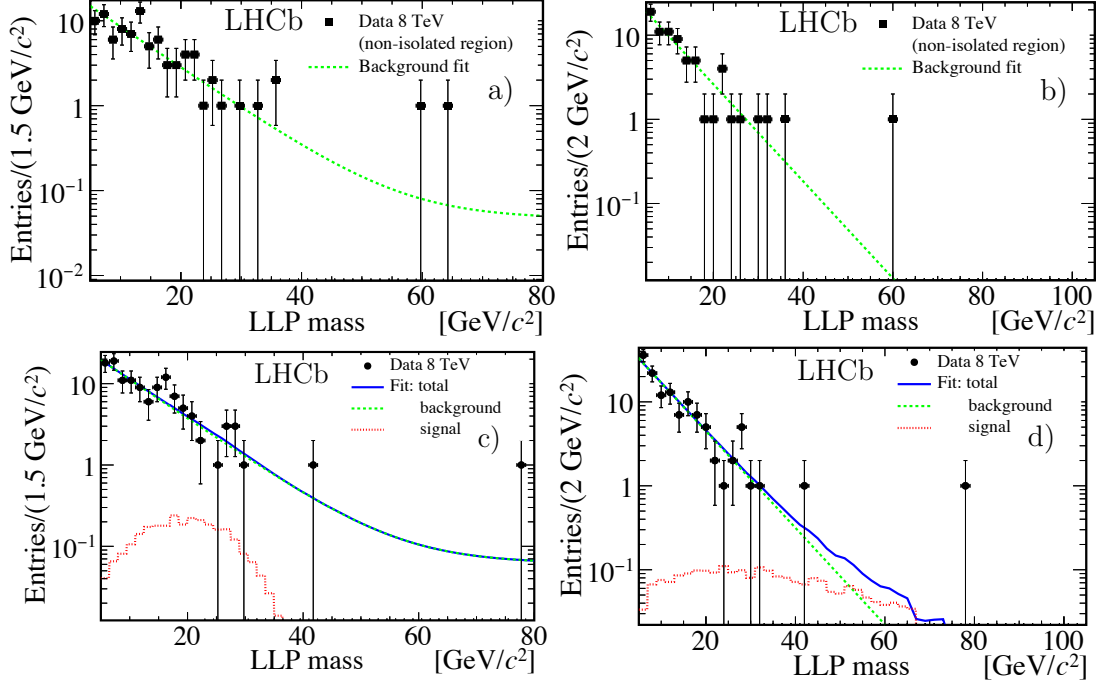 Entries/(1.5 GeV/c²)
10
1
10⁻¹
10⁻²
LHCb
Data 8 TeV
(non-isolated region)
Background fit
a)
20 40 60 80
LLP mass [GeV/c²]
Entries/(2 GeV/c²)
10
1
10⁻¹
LHCb
Data 8 TeV
(non-isolated region)
Background fit
b)
20 40 60 80 100
LLP mass [GeV/c²]
Entries/(1.5 GeV/c²)
10
1
10⁻¹
LHCb
Data 8 TeV
Fit: total
background
signal
c)
20 40 60 80
LLP mass [GeV/c²]
Entries/(2 GeV/c²)
10
1
10⁻¹
LHCb
Data 8 TeV
Fit: total
background
signal
d)
20 40 60 80 100
LLP mass [GeV/c²]